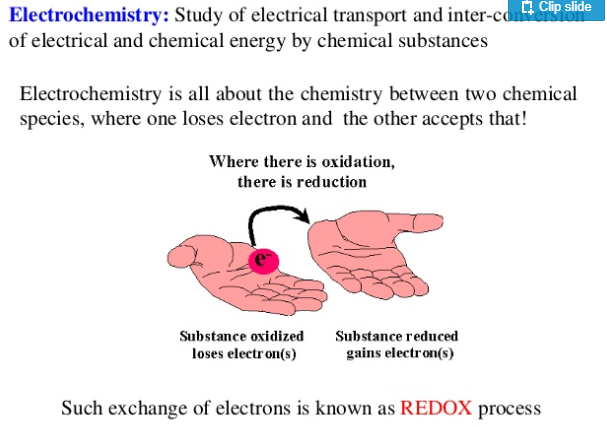 Clip slide
Electrochemistry: Study of electrical transport and inter-conversion
of electrical and chemical energy by chemical substances
Electrochemistry is all about the chemistry between two chemical
species, where one loses electron and the other accepts that!
Where there is oxidation,
there is reduction
e-
Substance oxidized
loses electron(s)
Substance reduced
gains electron(s)
Such exchange of electrons is known as REDOX process